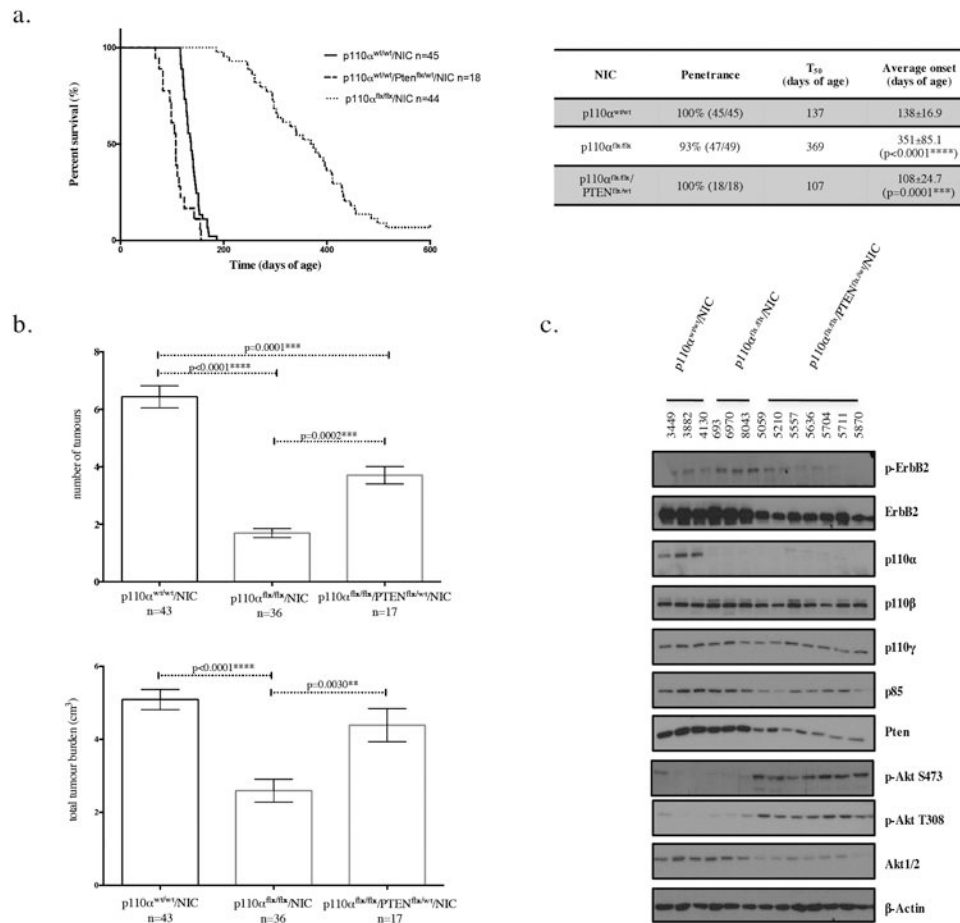 a.
100
50
0
Percent survival (%)
0 200 400 600
Time (days of age)
p110α^wt/wt/NIC n=45
p110α^wt/wt/Pten^flx/wt/NIC n=18
p110α^flx/flx/NIC n=44
NIC Penetrance T50 (days of age) Average onset (days of age)
p110α^wt/wt 100% (45/45) 137 138±16.9
p110α^flx/flx 93% (47/49) 369 351±85.1
(p<0.0001****)
p110α^flx/flx/
PTEN^flx/wt 100% (18/18) 107 108±24.7
(p=0.0001***)
b.
p=0.0001***
p<0.0001****
p=0.0002***
8
6
4
2
0
number of tumours
p110α^wt/wt/NIC p110α^flx/flx/NIC p110α^flx/flx/PTEN^flx/wt/NIC
n=43 n=36 n=17
p<0.0001****
p=0.0030**
6
4
2
0
total tumour burden (cm³)
p110α^wt/wt/NIC p110α^flx/flx/NIC p110α^flx/flx/PTEN^flx/wt/NIC
n=43 n=36 n=17
c.
p110α^wt/wt/NIC
p110α^flx/flx/NIC
p110α^flx/flx/PTEN^flx/wt/NIC
3449 3882 4130 693 6970 8043 5059 5210 5557 5636 5704 5711 5870
p-ErbB2
ErbB2
p110α
p110β
p110γ
p85
Pten
p-Akt S473
p-Akt T308
Akt1/2
β-Actin